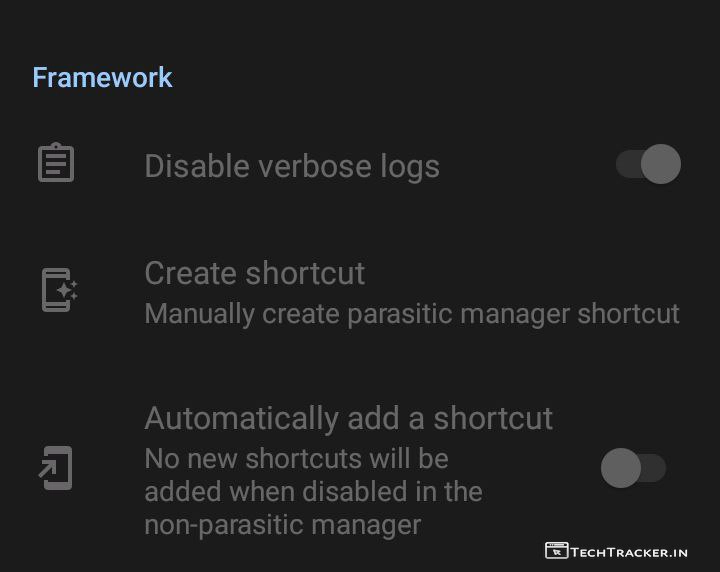 Framework
Disable verbose logs
Create shortcut
Manually create parasitic manager shortcut
Automatically add a shortcut
No new shortcuts will be
added when disabled in the
non-parasitic manager
TechTracker.in